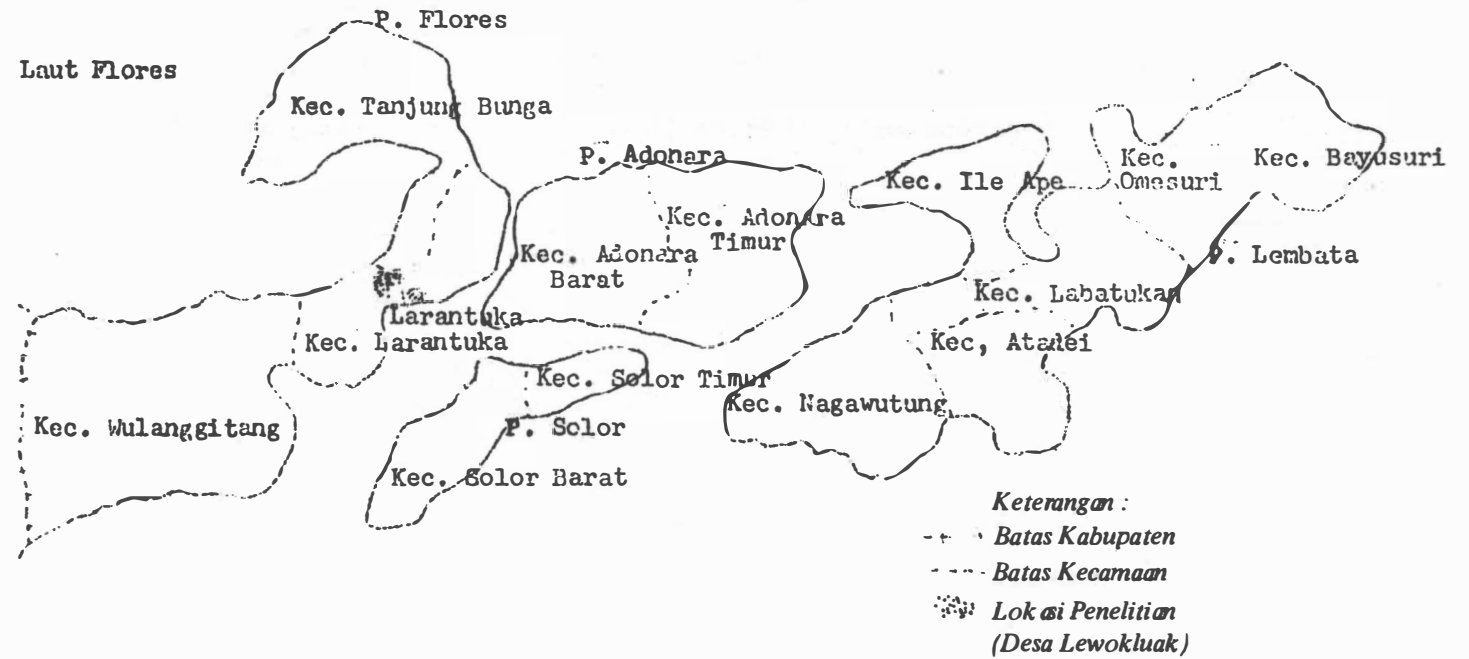 P. Flores
Laut Flores
Kec. Tanjung Bunga
P. Adonara
Kec.
Omesuri
Kec. Bayusuri
Kec. Ile Ape
Kec. Adonara
Timur
Kec. Adonara
Barat
P. Lembata
Kec. Labatukan
Larantuka
Kec. Larantuka
Kec, Atadei
Kec. Solor Timur
Kec. Nagawutung
Kec. Wulanggitang
P. Solor
Kec. Solor Barat
Keterangan :
Batas Kabupaten
Batas Kecamaan
Lokasi Penelitian
(Desa Lewokluak)